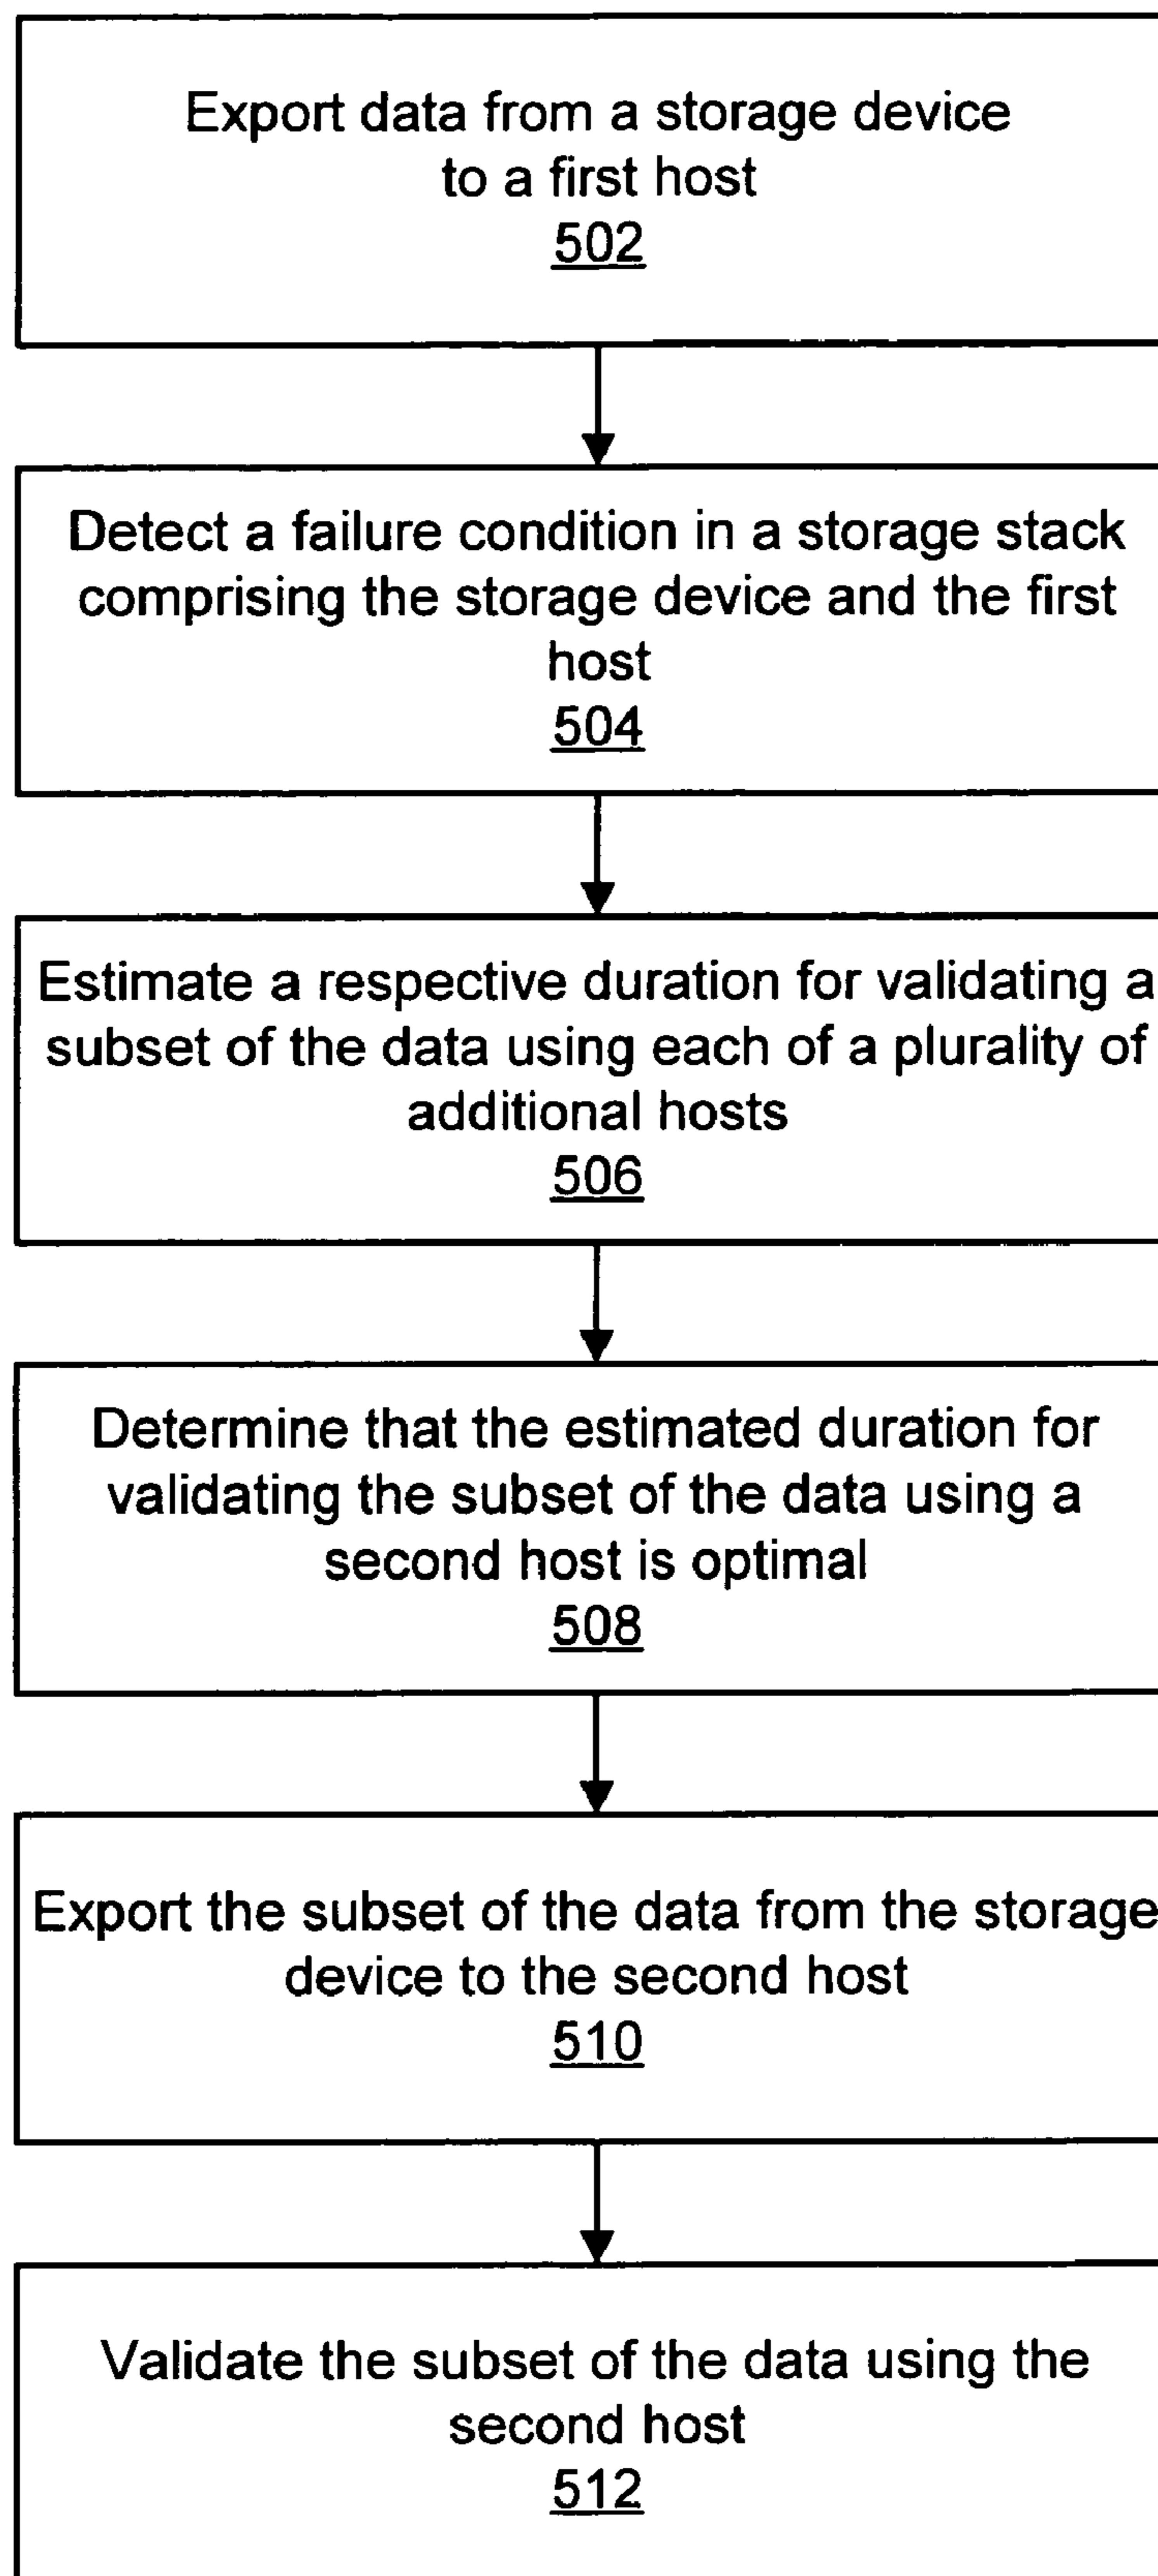 Export data from a storage device
to a first host
502
Detect a failure condition in a storage stack
comprising the storage device and the first
host
504
Estimate a respective duration for validating a
subset of the data using each of a plurality of
additional hosts
506
Determine that the estimated duration for
validating the subset of the data using a
second host is optimal
508
Export the subset of the data from the storage
device to the second host
510
Validate the subset of the data using the
second host
512